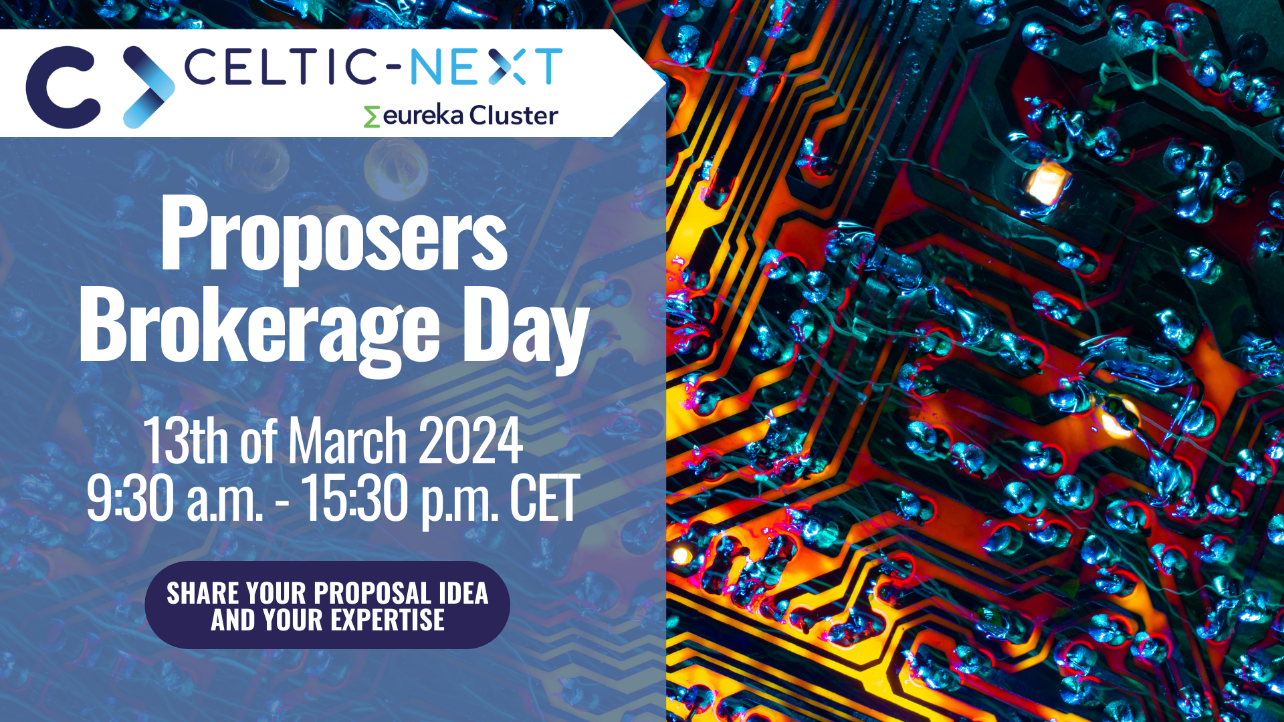 CELTIC-NEXT
eureka Cluster
Proposers
Brokerage Day
13th of March 2024
9:30 a.m. - 15:30 p.m. CET
SHARE YOUR PROPOSAL IDEA
AND YOUR EXPERTISE